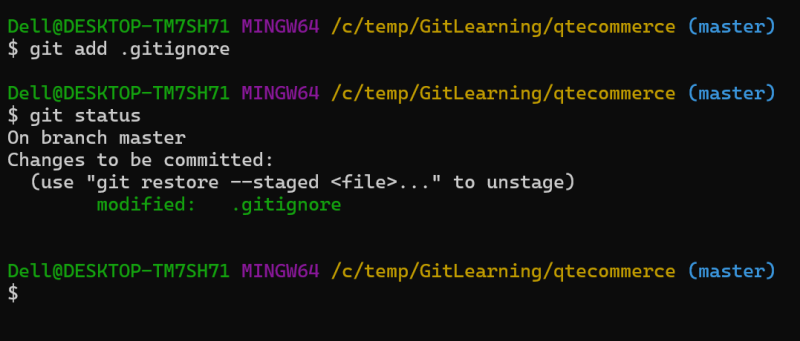 Dell@DESKTOP-TM7SH71 MINGW64 /c/temp/GitLearning/qtecommerce (master)
$ git add .gitignore
Dell@DESKTOP-TM7SH71 MINGW64 /c/temp/GitLearning/qtecommerce (master)
$ git status
On branch master
Changes to be committed:
  (use "git restore --staged <file>..." to unstage)
        modified:   .gitignore
Dell@DESKTOP-TM7SH71 MINGW64 /c/temp/GitLearning/qtecommerce (master)
$